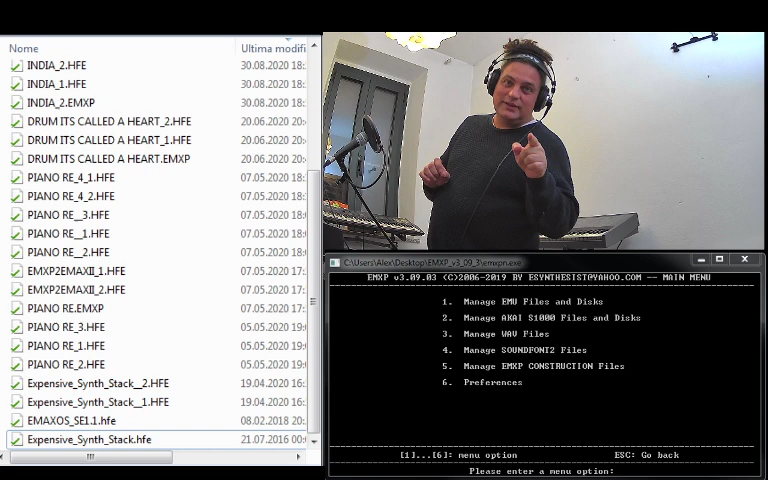 Nome Ultima modifi
INDIA_2.HFE 30.08.2020 18:
INDIA_1.HFE 30.08.2020 18:
INDIA_2.EMXP 30.08.2020 18:
DRUM ITS CALLED A HEART_2.HFE 20.06.2020 20:
DRUM ITS CALLED A HEART_1.HFE 20.06.2020 20:
DRUM ITS CALLED A HEART.EMXP 20.06.2020 20:
PIANO RE_4_1.HFE 07.05.2020 18:
PIANO RE_4_2.HFE 07.05.2020 18:
PIANO RE__3.HFE 07.05.2020 18:
PIANO RE__1.HFE 07.05.2020 18:
PIANO RE__2.HFE 07.05.2020 18:
EMXP2EMAXII_1.HFE 07.05.2020 17:
EMXP2EMAXII_2.HFE 07.05.2020 17:
PIANO RE.EMXP 07.05.2020 17:
PIANO RE_3.HFE 05.05.2020 19:
PIANO RE_1.HFE 05.05.2020 19:
PIANO RE_2.HFE 05.05.2020 19:
Expensive_Synth_Stack__2.HFE 19.04.2020 16:
Expensive_Synth_Stack__1.HFE 19.04.2020 16:
EMAXOS_SE1.1.hfe 08.02.2018 20:
Expensive_Synth_Stack.hfe 21.07.2016 00:
C:\Users\Alex\Desktop\EMXP_v3_09_3\emxpn.exe
EMXP v3.09.03 (C)2006-2019 BY ESYNTHESIST@YAHOO.COM -- MAIN MENU
1. Manage EMU Files and Disks
2. Manage AKAI S1000 Files and Disks
3. Manage WAV Files
4. Manage SOUNDFONT2 Files
5. Manage EMXP CONSTRUCTION Files
6. Preferences
[1]...[6]: menu option ESC: Go back
Please enter a menu option: